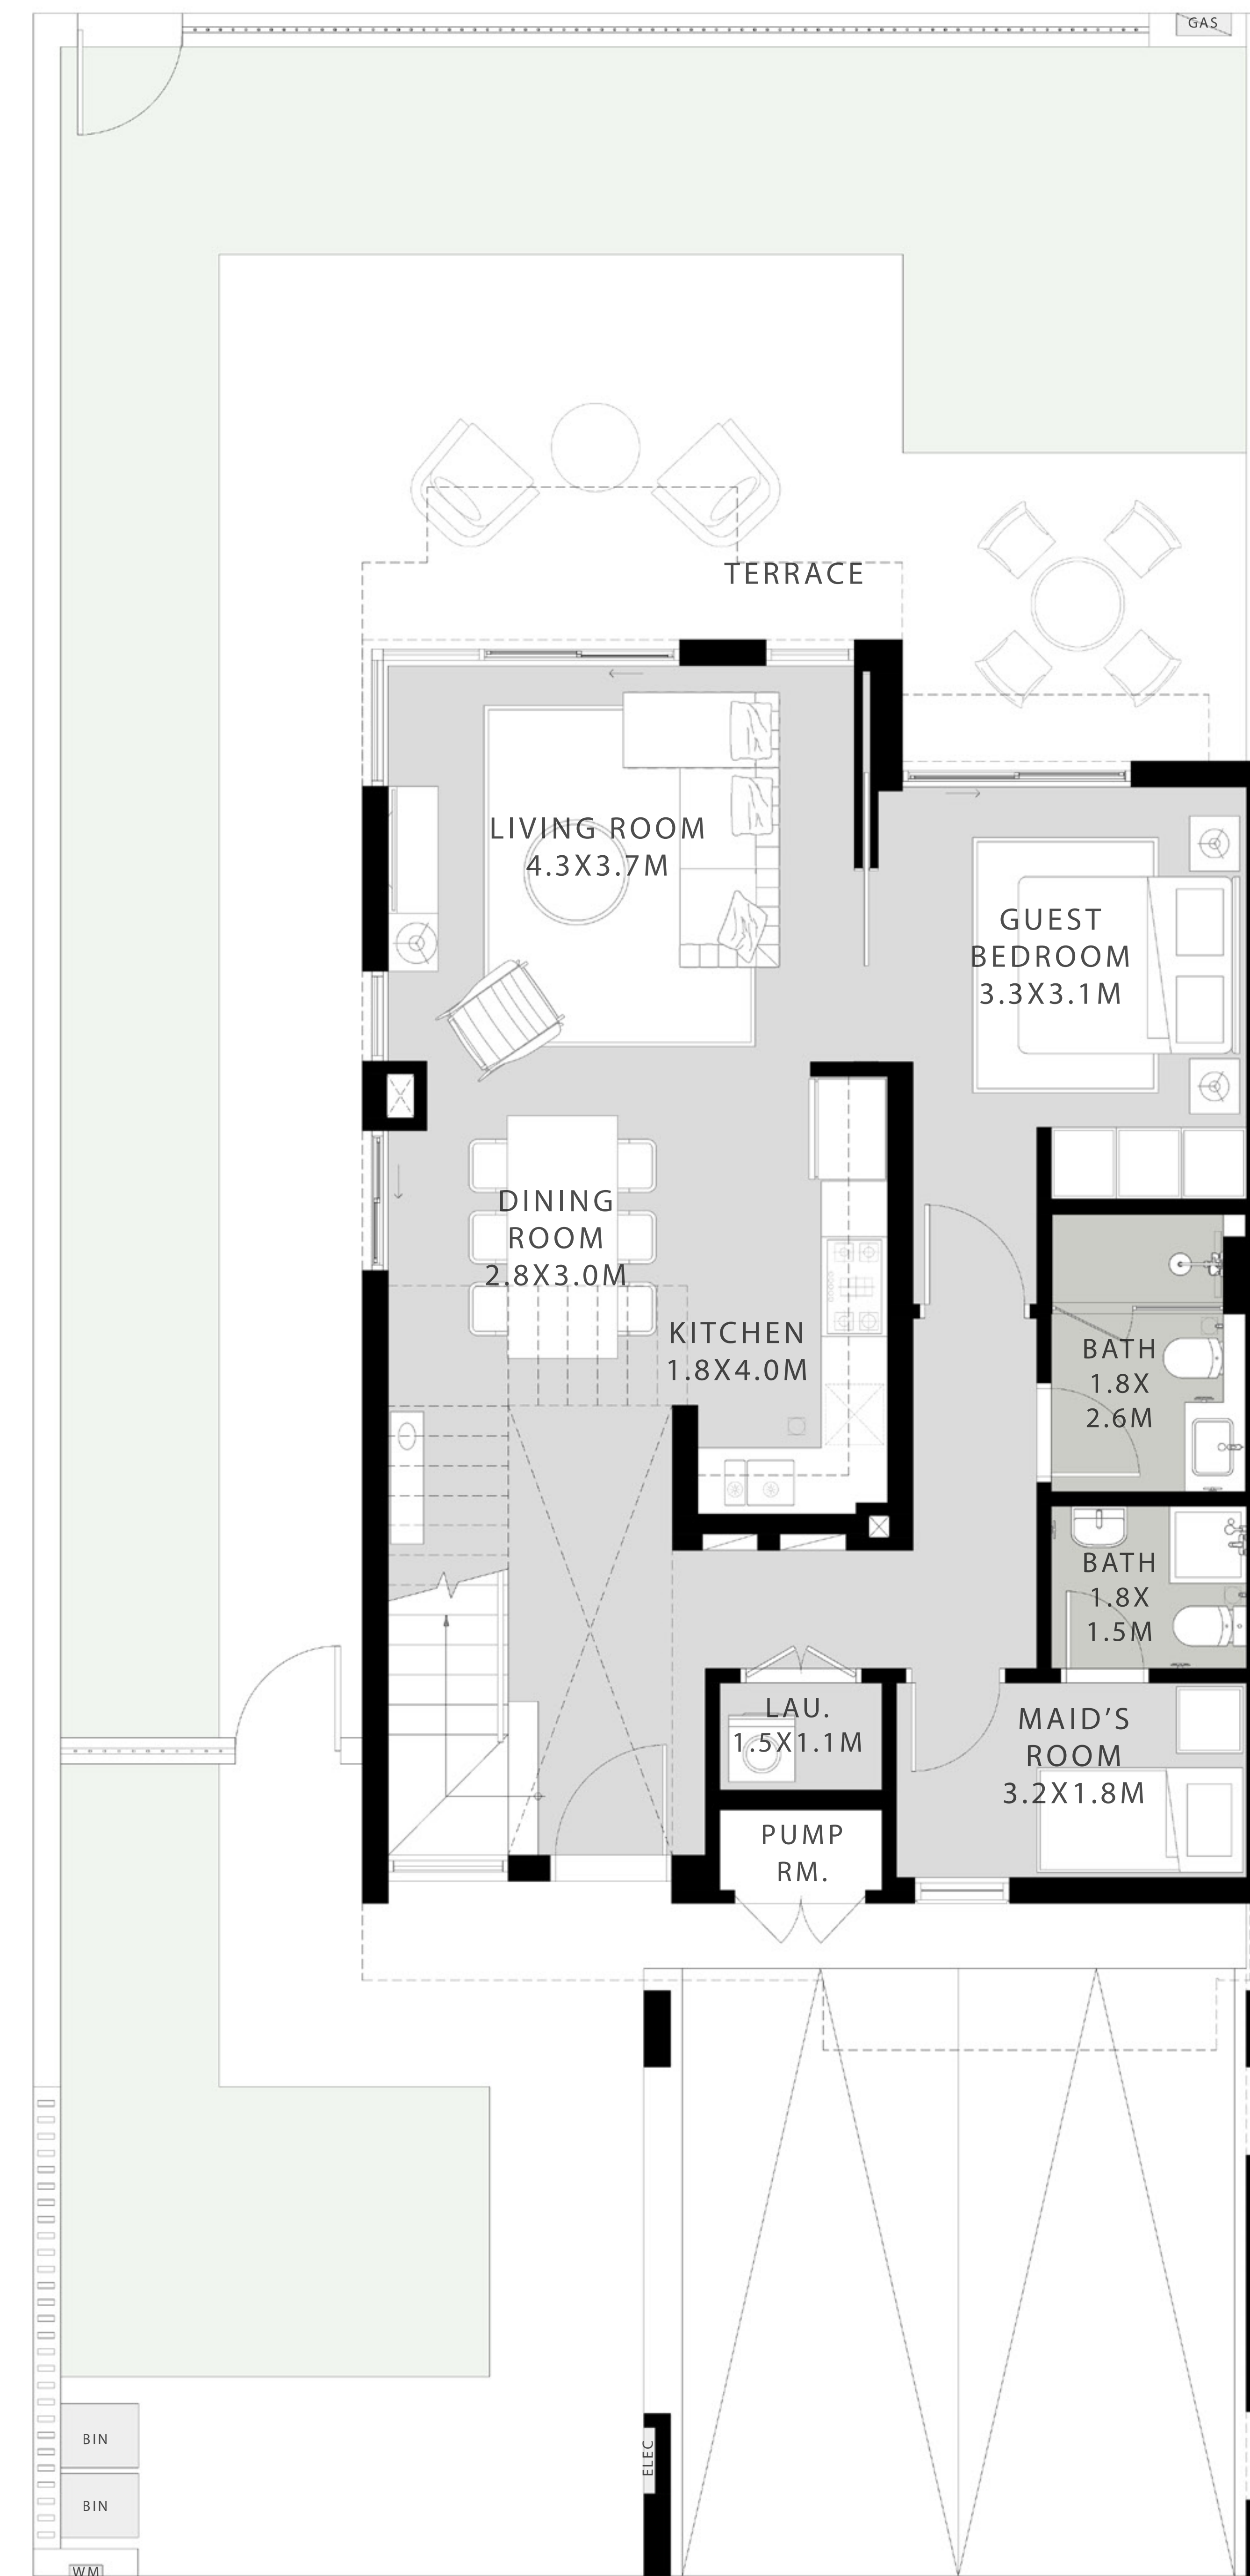 GAS
TERRACE
LIVING ROOM
4.3X3.7M
GUEST
BEDROOM
3.3X3.1M
DINING
ROOM
2.8X3.0M
KITCHEN
1.8X4.0M
BATH
1.8X
2.6M
BATH
1.8X
1.5M
LAU.
1.5X1.1M
MAID’S
ROOM
3.2X1.8M
PUMP
RM.
BIN
ELEC
BIN
WM